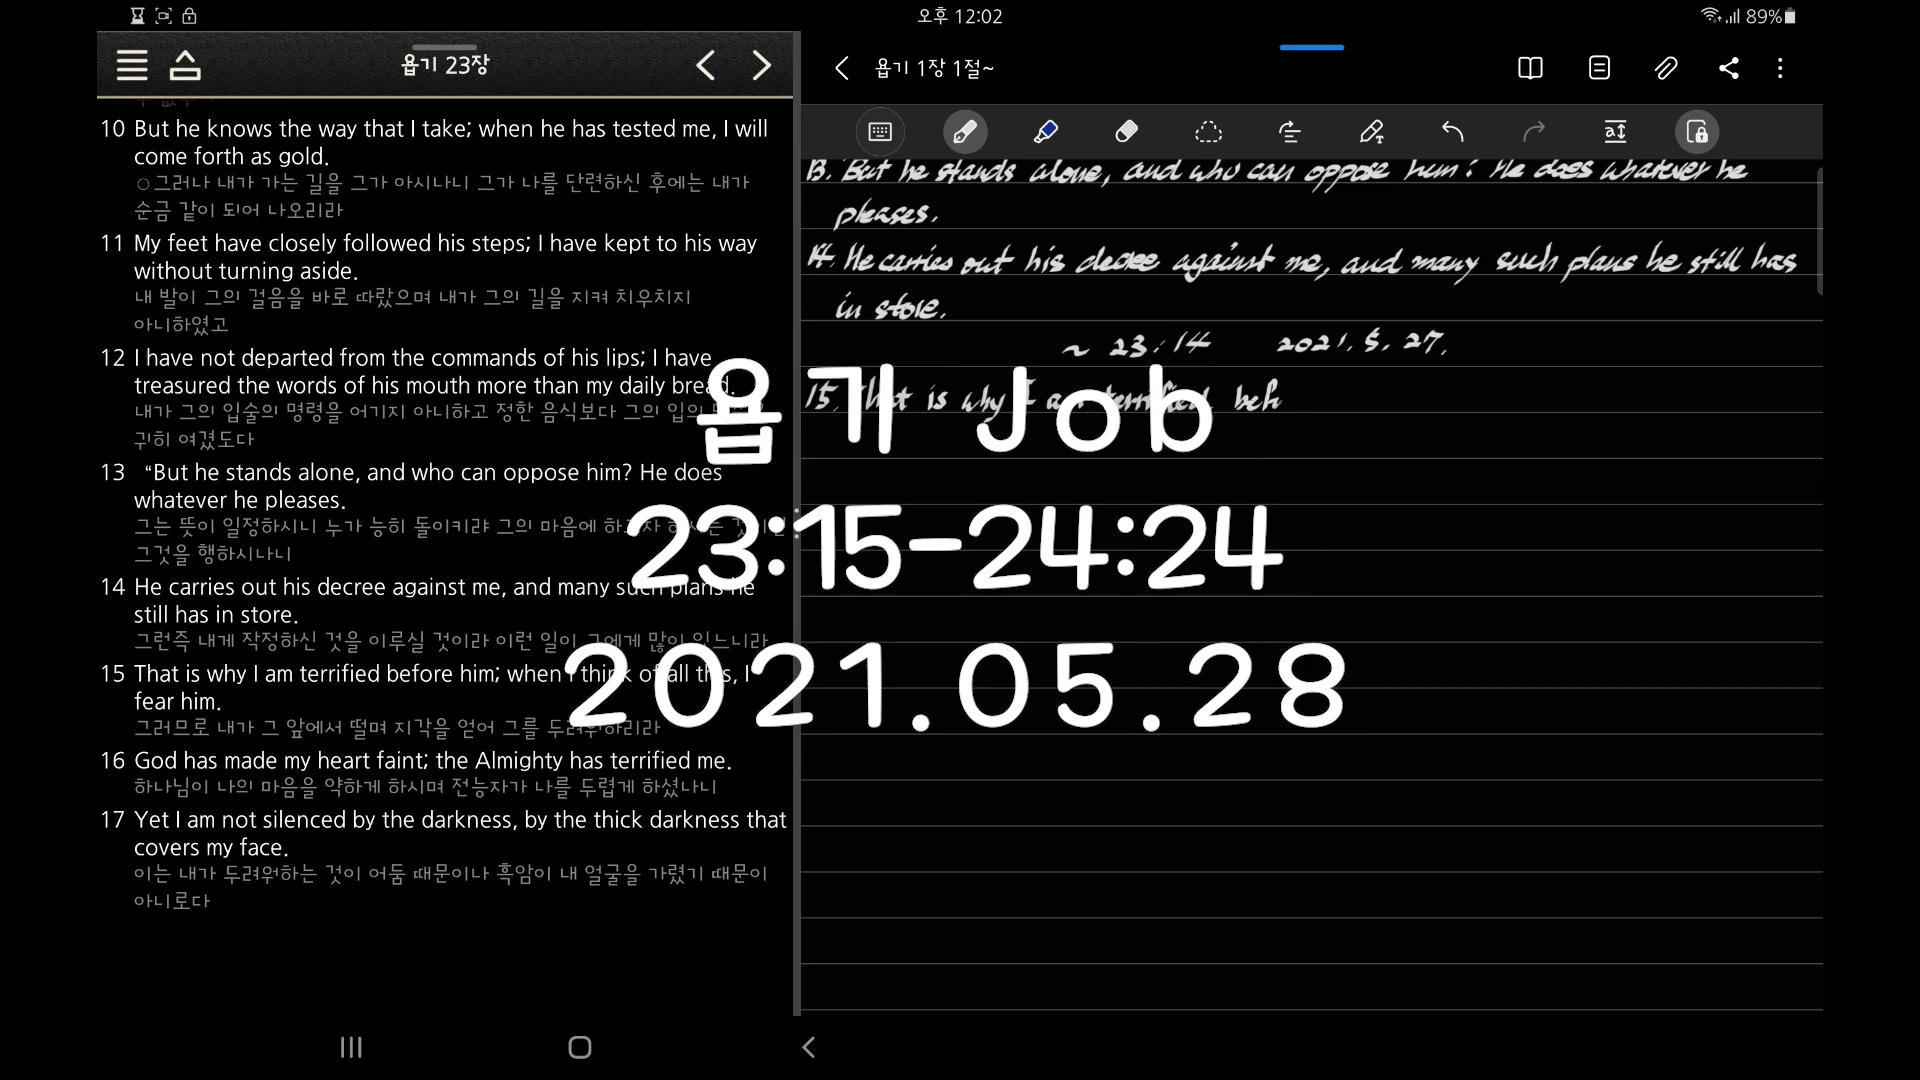 오후 12:02
89%
욥기 23장
10 But he knows the way that I take; when he has tested me, I will
come forth as gold.
○그러나 내가 가는 길을 그가 아시나니 그가 나를 단련하신 후에는 내가
순금 같이 되어 나오리라
11 My feet have closely followed his steps; I have kept to his way
without turning aside.
내 발이 그의 걸음을 바로 따랐으며 내가 그의 길을 지켜 치우치지
아니하였고
12 I have not departed from the commands of his lips; I have
treasured the words of his mouth more than my daily bread.
내가 그의 입술의 명령을 어기지 아니하고 정한 음식보다 그의 입의
귀히 여겼도다
13 “But he stands alone, and who can oppose him? He does
whatever he pleases.
그는 뜻이 일정하시니 누가 능히 돌이키랴 그의 마음에 하고자 하시는
그것을 행하시나니
14 He carries out his decree against me, and many such plans he
still has in store.
그런즉 내게 작정하신 것을 이루실 것이라 이런 일이 그에게 많이 있느니라
15 That is why I am terrified before him; when I think of all this, I
fear him.
그러므로 내가 그 앞에서 떨며 지각을 얻어 그를 두려워하리라
16 God has made my heart faint; the Almighty has terrified me.
하나님이 나의 마음을 약하게 하시며 전능자가 나를 두렵게 하셨나니
17 Yet I am not silenced by the darkness, by the thick darkness that
covers my face.
이는 내가 두려워하는 것이 어둠 때문이나 흑암이 내 얼굴을 가렸기 때문이
아니로다
욥기 1장 1절~
13. But he stands alone, and who can oppose him? He does whatever he
pleases.
14. He carries out his decree against me, and many such plans he still has
in store.
~ 23:14 2021. 5. 27.
15. That is why I am terrified bef
욥기 Job
23:15-24:24
2021.05.28